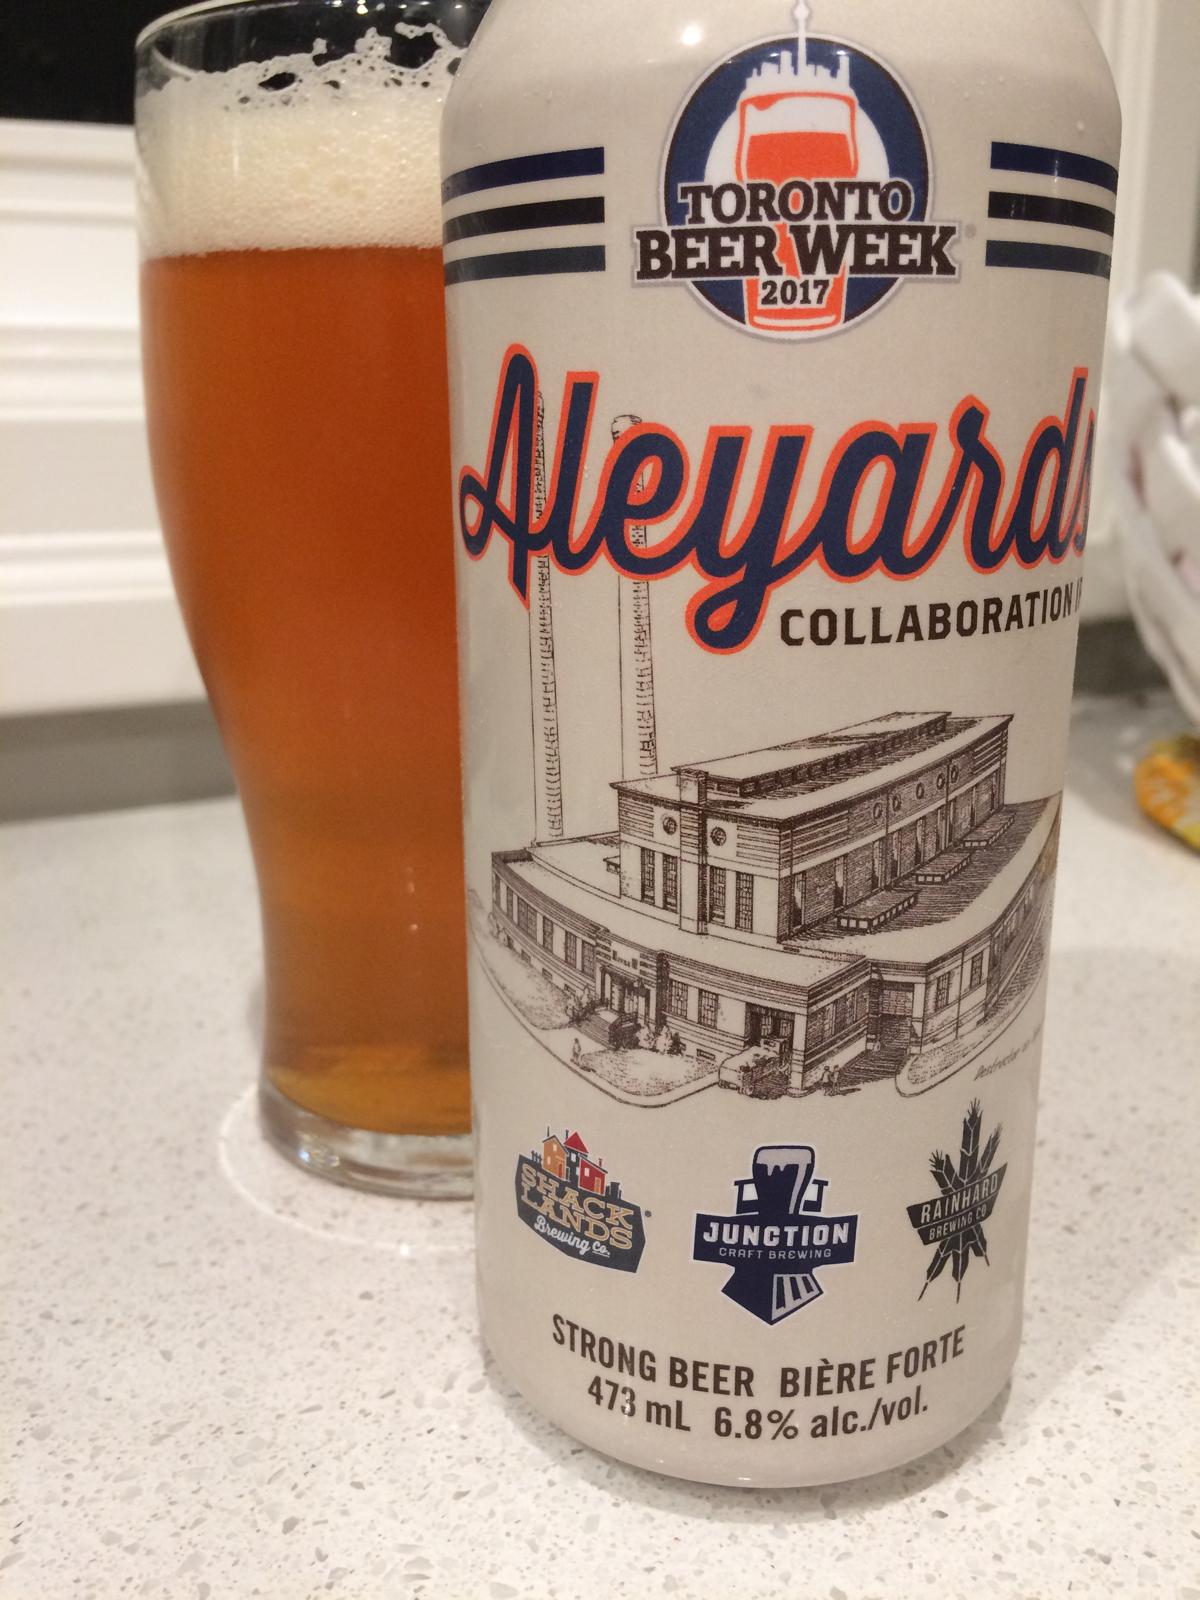 TORONTO
BEER WEEK
2017
Aleyards
COLLABORATION
SHACK
LANDS
Brewing Co.
JUNCTION
CRAFT BREWING
RAINHARD
BREWING CO
STRONG BEER BIÈRE FORTE
473 mL 6.8% alc./vol.